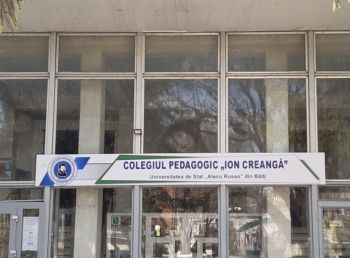 COLEGIUL PEDAGOGIC „ION CREANGĂ”
Universitatea de Stat „Alecu Russo” din Bălți